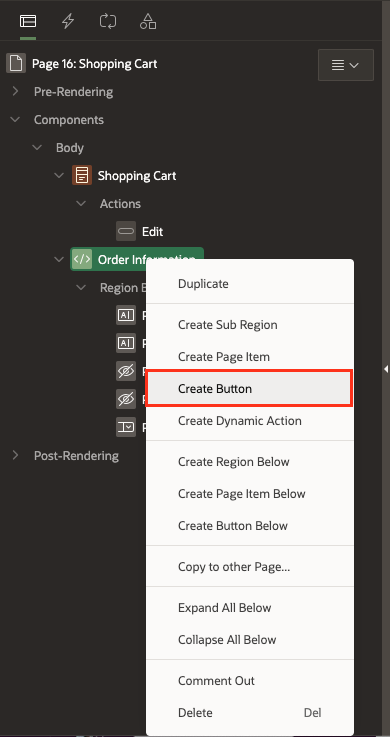 Page 16: Shopping Cart
Pre-Rendering
Components
Body
Shopping Cart
Actions
Edit
Order Information
Region B
Duplicate
Create Sub Region
Create Page Item
Create Button
Create Dynamic Action
Create Region Below
Create Page Item Below
Create Button Below
Post-Rendering
Copy to other Page...
Expand All Below
Collapse All Below
Comment Out
Delete Del